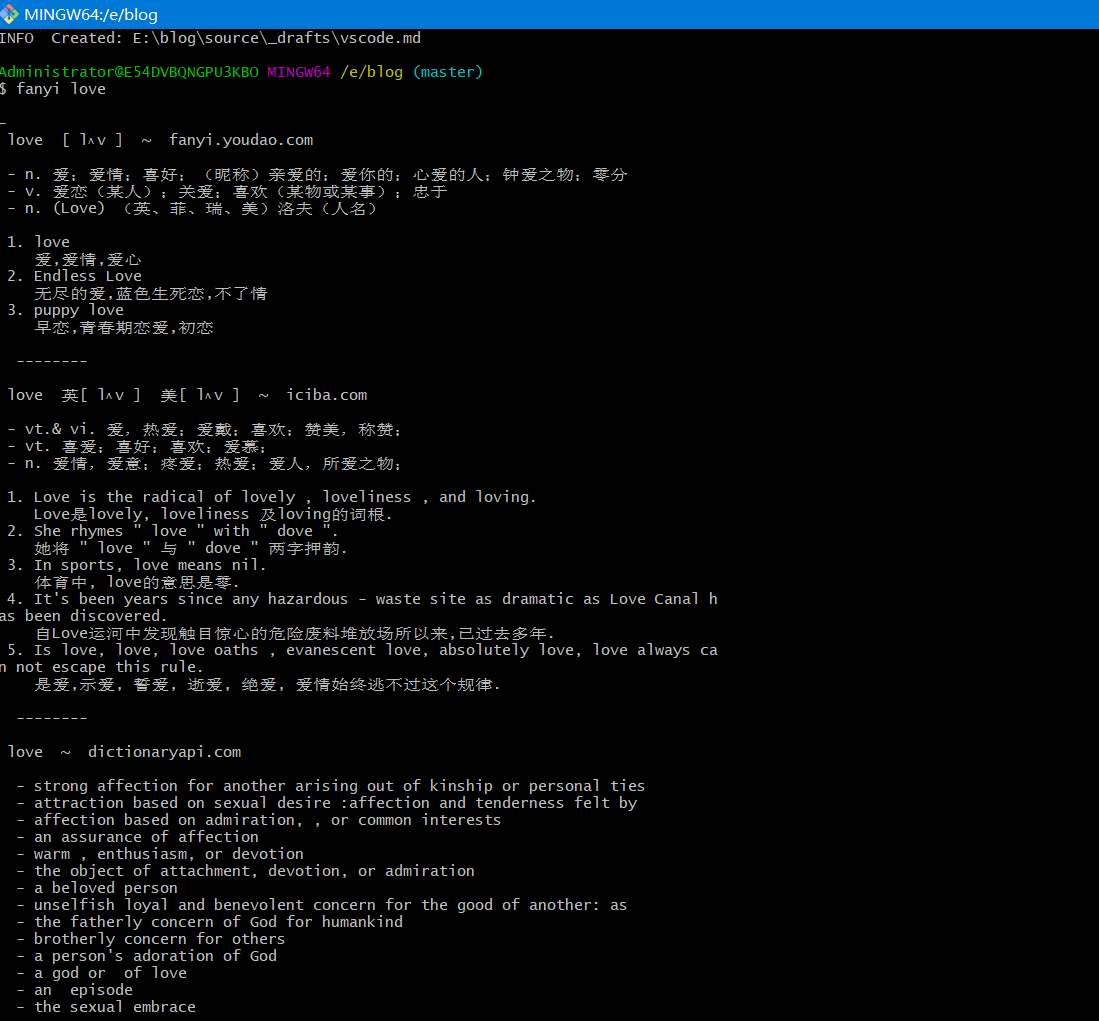 MINGW64:/e/blog
INFO  Created: E:\blog\source\_drafts\vscode.md
Administrator@E54DVBQNGPU3KBO MINGW64 /e/blog (master)
$ fanyi love
love  [ lʌv ]  ~  fanyi.youdao.com
- n. 爱；爱情；喜好；（昵称）亲爱的；爱你的；心爱的人；钟爱之物；零分
- v. 爱恋（某人）；关爱；喜欢（某物或某事）；忠于
- n. (Love) （英、菲、瑞、美）洛夫（人名）
1. love
爱,爱情,爱心
2. Endless Love
无尽的爱,蓝色生死恋,不了情
3. puppy love
早恋,青春期恋爱,初恋
--------
love  英[ lʌv ]  美[ lʌv ]  ~  iciba.com
- vt.& vi. 爱，热爱；爱戴；喜欢；赞美，称赞；
- vt. 喜爱；喜好；喜欢；爱慕；
- n. 爱情，爱意；疼爱；热爱；爱人，所爱之物；
1. Love is the radical of lovely , loveliness , and loving.
Love是lovely, loveliness 及loving的词根.
2. She rhymes " love " with " dove ".
她将 " love " 与 " dove " 两字押韵.
3. In sports, love means nil.
体育中, love的意思是零.
4. It's been years since any hazardous - waste site as dramatic as Love Canal h
as been discovered.
自Love运河中发现触目惊心的危险废料堆放场所以来,已过去多年.
5. Is love, love, love oaths , evanescent love, absolutely love, love always ca
n not escape this rule.
是爱,示爱, 誓爱, 逝爱, 绝爱, 爱情始终逃不过这个规律.
--------
love  ~  dictionaryapi.com
- strong affection for another arising out of kinship or personal ties
- attraction based on sexual desire :affection and tenderness felt by
- affection based on admiration, , or common interests
- an assurance of affection
- warm , enthusiasm, or devotion
- the object of attachment, devotion, or admiration
- a beloved person
- unselfish loyal and benevolent concern for the good of another: as
- the fatherly concern of God for humankind
- brotherly concern for others
- a person's adoration of God
- a god or  of love
- an  episode
- the sexual embrace